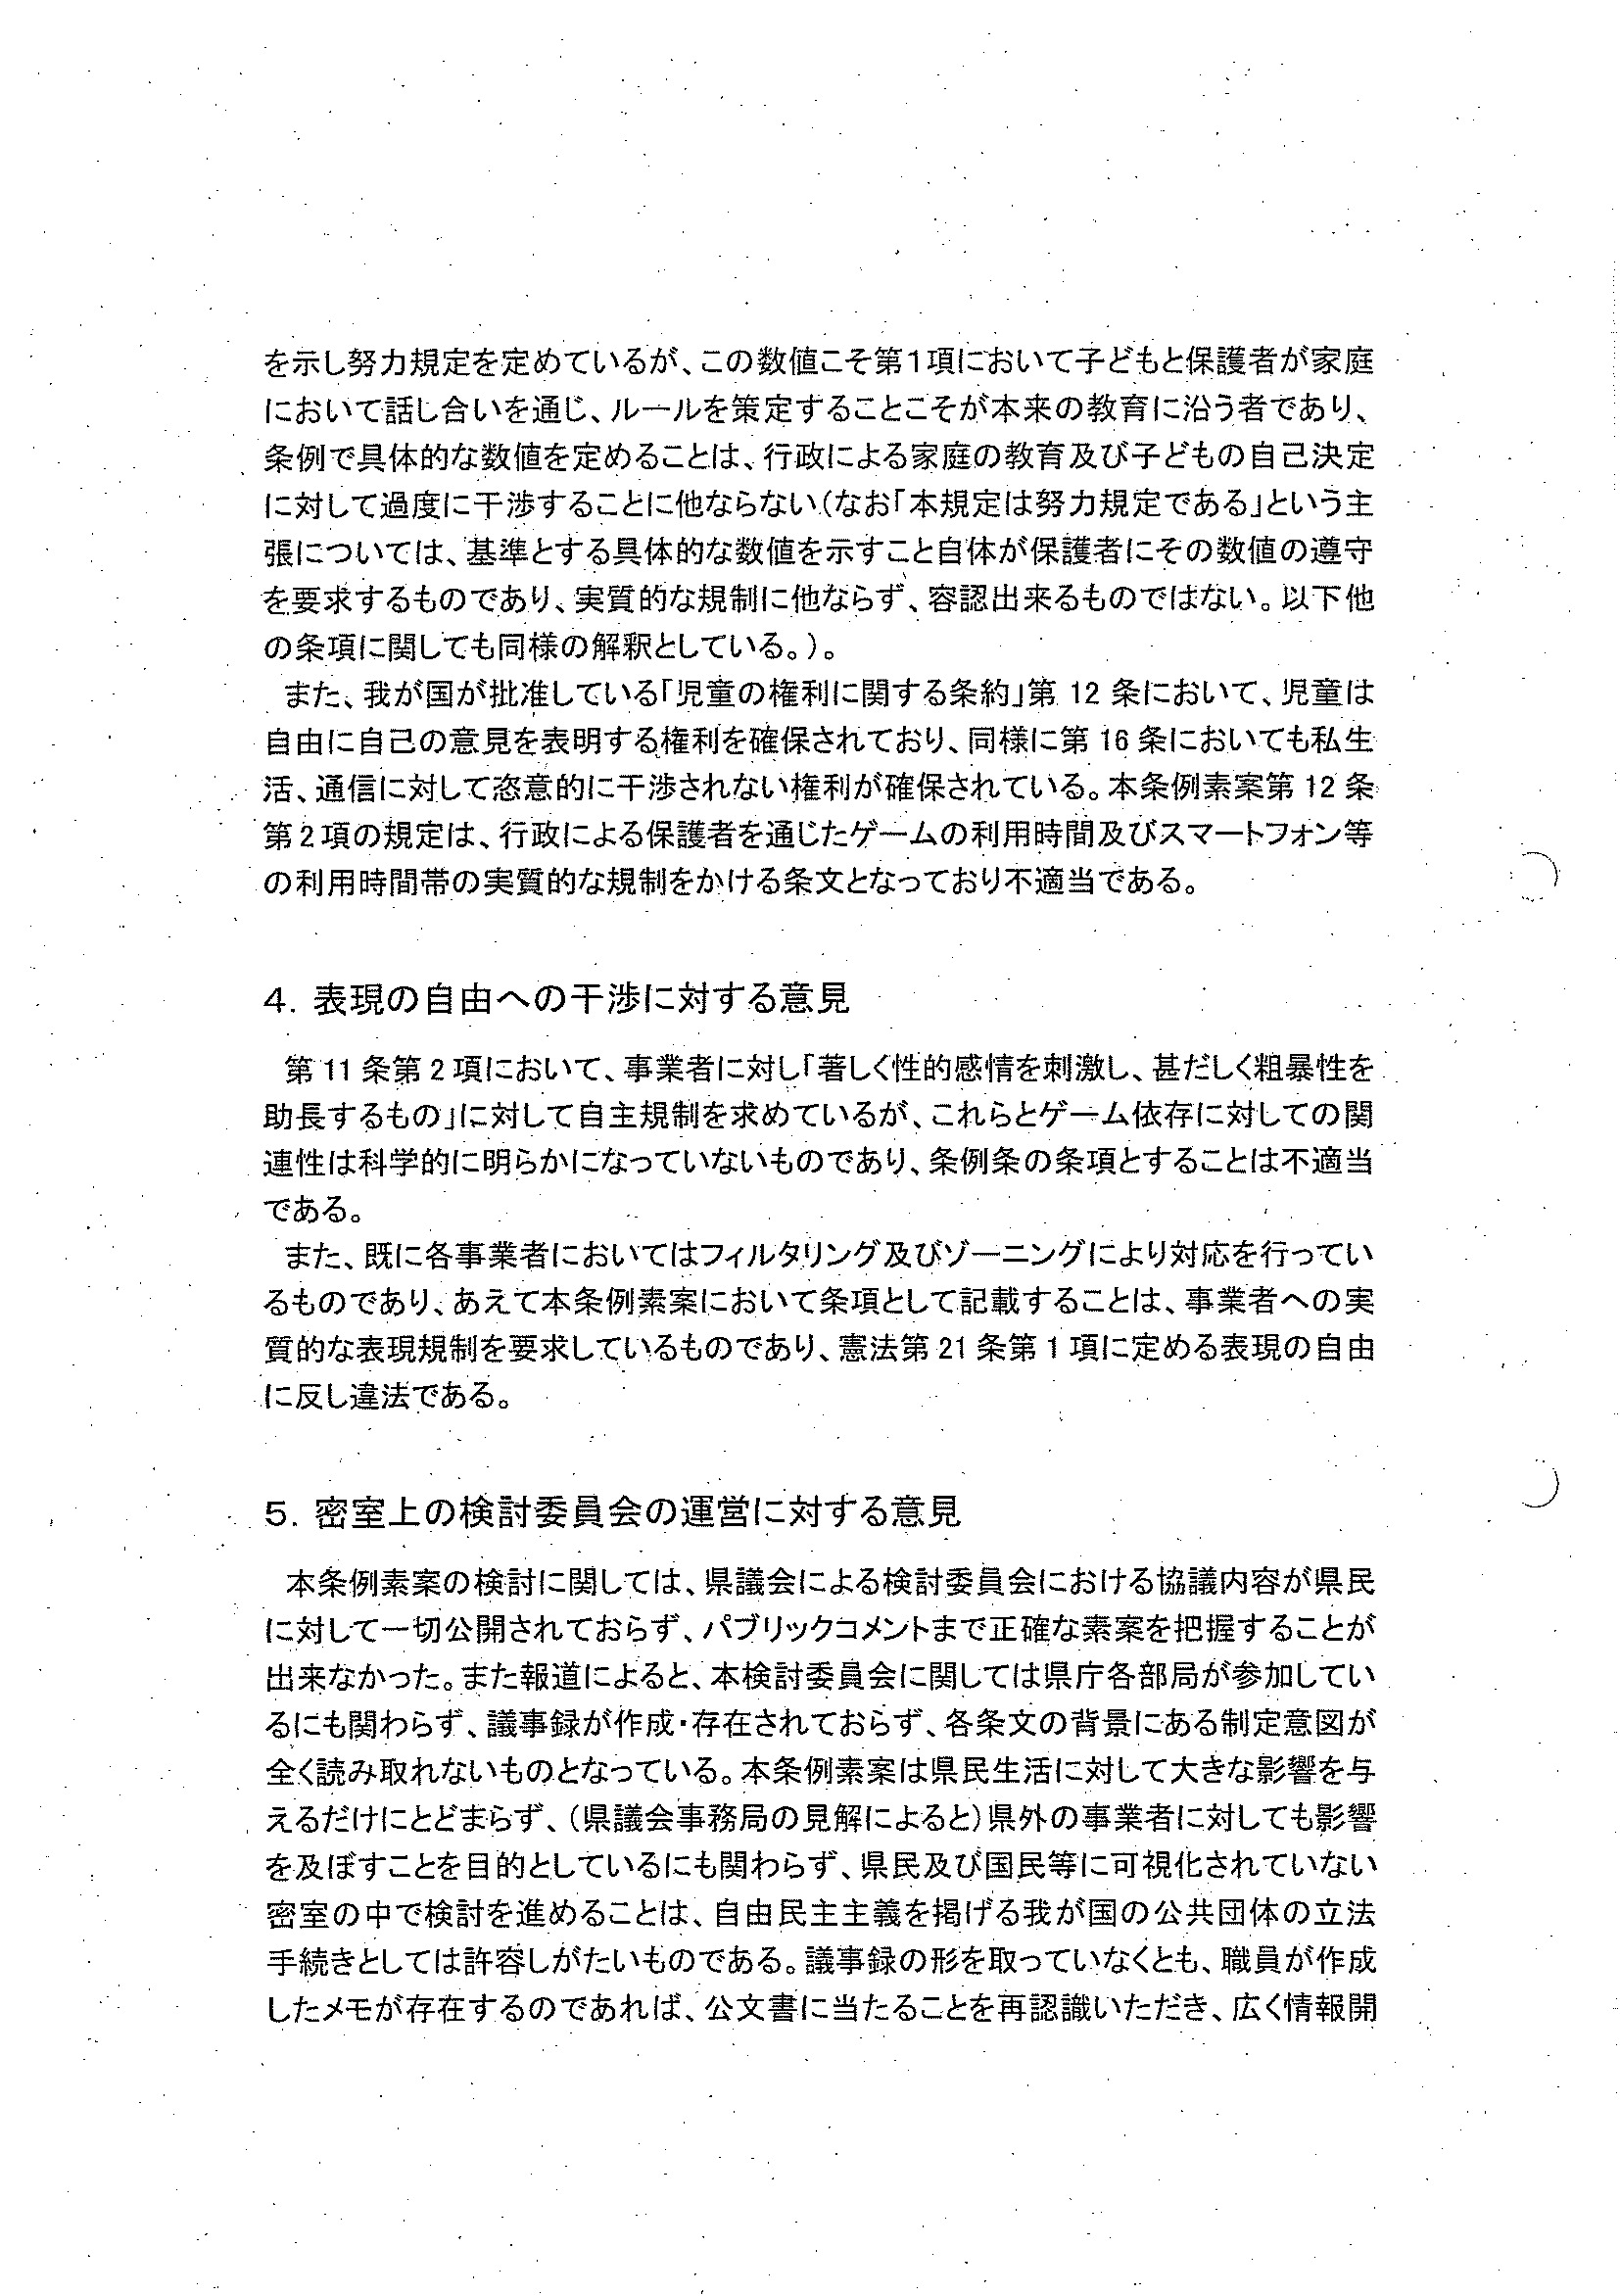 を示し努力規定を定めているが、この数値こそ第1項において子どもと保護者が家庭
において話し合いを通じ、ルールを策定することこそが本来の教育に沿う者であり、
条例で具体的な数値を定めることは、行政による家庭の教育及び子どもの自己決定
に対して過度に干渉することに他ならない(なお「本規定は努力規定である」という主
張については、基準とする具体的な数値を示すこと自体が保護者にその数値の遵守
を要求するものであり、実質的な規制に他ならず、容認出来るものではない。以下他
の条項に関しても同様の解釈としている。)。
また、我が国が批准している「児童の権利に関する条約」第 12 条において、児童は
自由に自己の意見を表明する権利を確保されており、同様に第 16 条においても私生
活、通信に対して恣意的に干渉されない権利が確保されている。本条例素案第 12 条
第2項の規定は、行政による保護者を通じたゲームの利用時間及びスマートフォン等
の利用時間帯の実質的な規制をかける条文となっており不適当である。
4. 表現の自由への干渉に対する意見
第 11 条第 2 項において、事業者に対し「著しく性的感情を刺激し、甚だしく粗暴性を
助長するもの」に対して自主規制を求めているが、これらとゲーム依存に対しての関
連性は科学的に明らかになっていないものであり、条例条の条項とすることは不適当
である。
また、既に各事業者においてはフィルタリング及びゾーニングにより対応を行ってい
るものであり、あえて本条例素案において条項として記載することは、事業者への実
質的な表現規制を要求しているものであり、憲法第 21 条第 1 項に定める表現の自由
に反し違法である。
5. 密室上の検討委員会の運営に対する意見
本条例素案の検討に関しては、県議会による検討委員会における協議内容が県民
に対して一切公開されておらず、パブリックコメントまで正確な素案を把握することが
出来なかった。また報道によると、本検討委員会に関しては県庁各部局が参加してい
るにも関わらず、議事録が作成・存在されておらず、各条文の背景にある制定意図が
全く読み取れないものとなっている。本条例素案は県民生活に対して大きな影響を与
えるだけにとどまらず、(県議会事務局の見解によると)県外の事業者に対しても影響
を及ぼすことを目的としているにも関わらず、県民及び国民等に可視化されていない
密室の中で検討を進めることは、自由民主主義を掲げる我が国の公共団体の立法
手続きとしては許容しがたいものである。議事録の形を取っていなくとも、職員が作成
したメモが存在するのであれば、公文書に当たることを再認識いただき、広く情報開